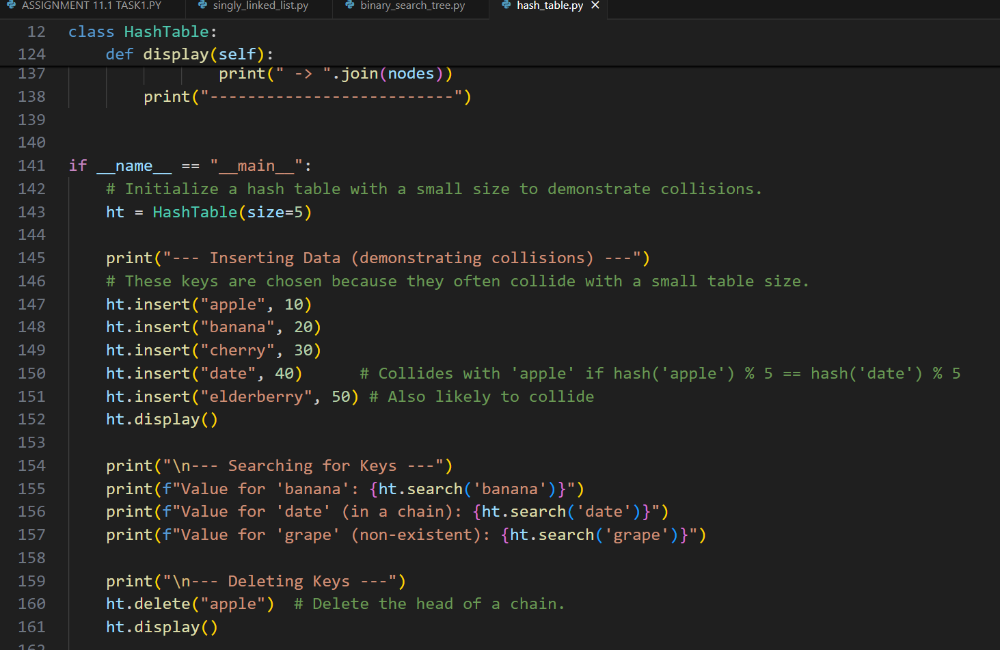 ASSIGNMENT 11.1 TASK1.PY singly_linked_list.py binary_search_tree.py hash_table.py
12 class HashTable:
124     def display(self):
137                 print(" -> ".join(nodes))
138         print("--------------------------")
139
140
141 if __name__ == "__main__":
142     # Initialize a hash table with a small size to demonstrate collisions.
143     ht = HashTable(size=5)
144
145     print("--- Inserting Data (demonstrating collisions) ---")
146     # These keys are chosen because they often collide with a small table size.
147     ht.insert("apple", 10)
148     ht.insert("banana", 20)
149     ht.insert("cherry", 30)
150     ht.insert("date", 40)      # Collides with 'apple' if hash('apple') % 5 == hash('date') % 5
151     ht.insert("elderberry", 50) # Also likely to collide
152     ht.display()
153
154     print("\n--- Searching for Keys ---")
155     print(f"Value for 'banana': {ht.search('banana')}")
156     print(f"Value for 'date' (in a chain): {ht.search('date')}")
157     print(f"Value for 'grape' (non-existent): {ht.search('grape')}")
158
159     print("\n--- Deleting Keys ---")
160     ht.delete("apple")  # Delete the head of a chain.
161     ht.display()
162